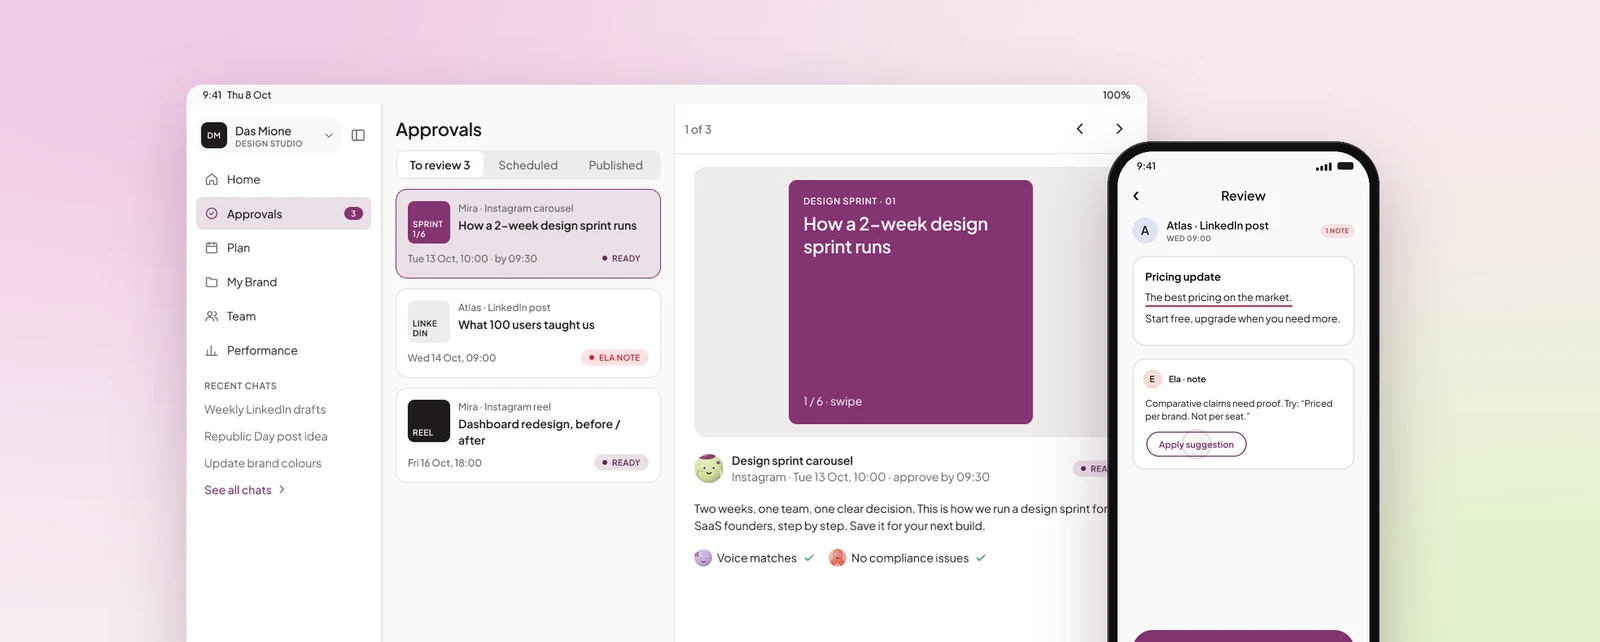 9:41 Thu 8 Oct
100%
DM
Das Mione
DESIGN STUDIO
Home
Approvals
3
Plan
My Brand
Team
Performance
RECENT CHATS
Weekly LinkedIn drafts
Republic Day post idea
Update brand colours
See all chats
Approvals
To review 3
Scheduled
Published
SPRINT
1/6
Mira · Instagram carousel
How a 2-week design sprint runs
Tue 13 Oct, 10:00 · by 09:30
READY
LINKE
DIN
Atlas · LinkedIn post
What 100 users taught us
Wed 14 Oct, 09:00
ELA NOTE
REEL
Mira · Instagram reel
Dashboard redesign, before /
after
Fri 16 Oct, 18:00
READY
1 of 3
DESIGN SPRINT · 01
How a 2-week design
sprint runs
1 / 6 · swipe
Design sprint carousel
Instagram · Tue 13 Oct, 10:00 · approve by 09:30
REA
Two weeks, one team, one clear decision. This is how we run a design sprint for
SaaS founders, step by step. Save it for your next build.
Voice matches
No compliance issues
9:41
Review
A
Atlas · LinkedIn post
WED 09:00
1 NOTE
Pricing update
The best pricing on the market.
Start free, upgrade when you need more.
E
Ela · note
Comparative claims need proof. Try: “Priced
per brand. Not per seat.”
Apply suggestion